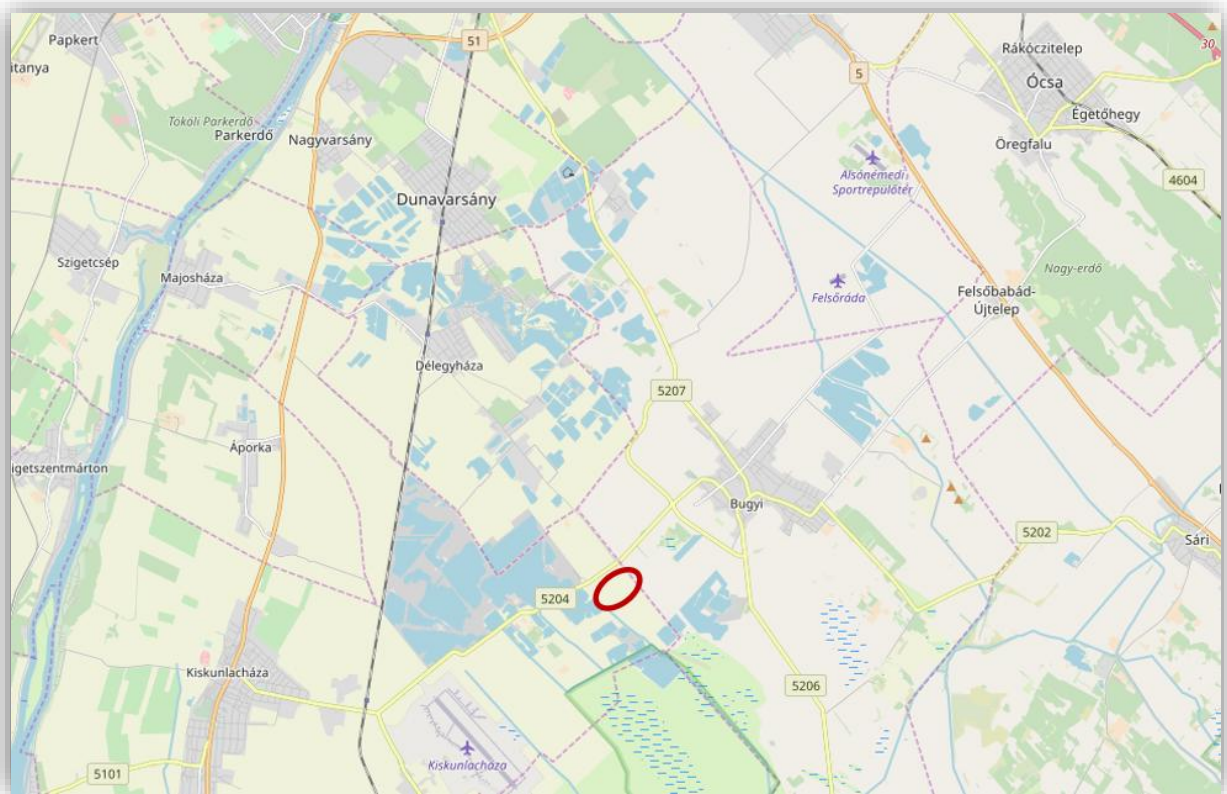 Papkert
51
30
Rákóczitelep
Ócsa
5
Égetőhegy
Tököli Parkerdő
Parkerdő
Nagyvarsány
Öregfalu
Alsónémedi
Sportrepülőtér
4604
Dunavarsány
Szigetcsép
Majosháza
Nagy-erdő
Felsőráda
Felsőbabád-
Újtelep
Délegyháza
5207
Áporka
igetszentmárton
Bugyi
5202
Sári
5204
Kiskunlacháza
5206
Kiskunlacháza
5101